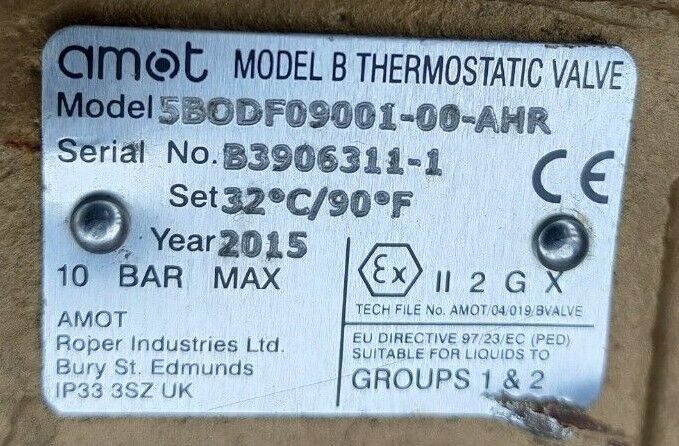 amot MODEL B THERMOSTATIC VALVE
Model 5BODF09001-00-AHR
Serial No. B3906311-1
Set 32°C/90°F
Year 2015
CE
10 BAR MAX
Ex II 2 G X
TECH FILE No. AMOT/04/019/BVALVE
AMOT
Roper Industries Ltd.
Bury St. Edmunds
IP33 3SZ UK
EU DIRECTIVE 97/23/EC (PED)
SUITABLE FOR LIQUIDS TO
GROUPS 1 & 2